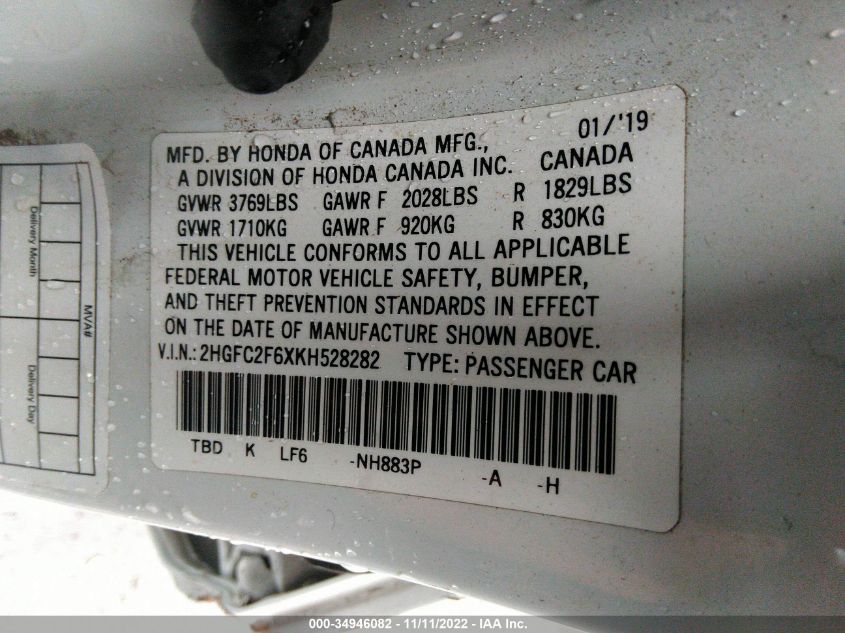 01/'19
MFD. BY HONDA OF CANADA MFG.,
A DIVISION OF HONDA CANADA INC. CANADA
GVWR 3769LBS GAWR F 2028LBS R 1829LBS
GVWR 1710KG GAWR F 920KG R 830KG
THIS VEHICLE CONFORMS TO ALL APPLICABLE
FEDERAL MOTOR VEHICLE SAFETY, BUMPER,
AND THEFT PREVENTION STANDARDS IN EFFECT
ON THE DATE OF MANUFACTURE SHOWN ABOVE.
V.I.N.: 2HGFC2F6XKH528282 TYPE: PASSENGER CAR
TBD K LF6 -NH883P -A -H
Delivery Month
MVA#
Delivery Day
000-34946082 - 11/11/2022 - IAA Inc.